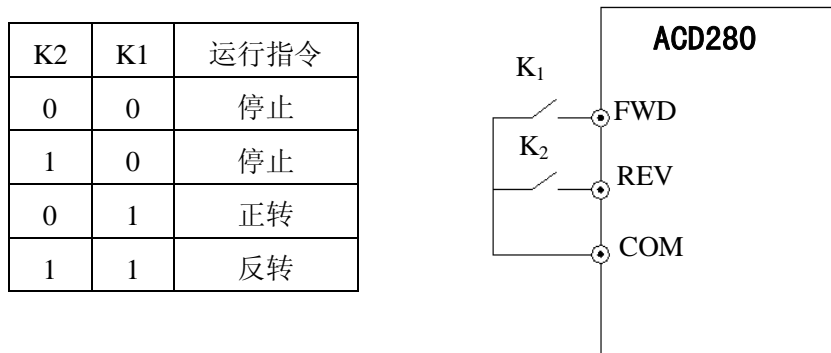 K2 K1 运行指令
0 0 停止
1 0 停止
0 1 正转
1 1 反转
ACD280
K1
FWD
K2
REV
COM